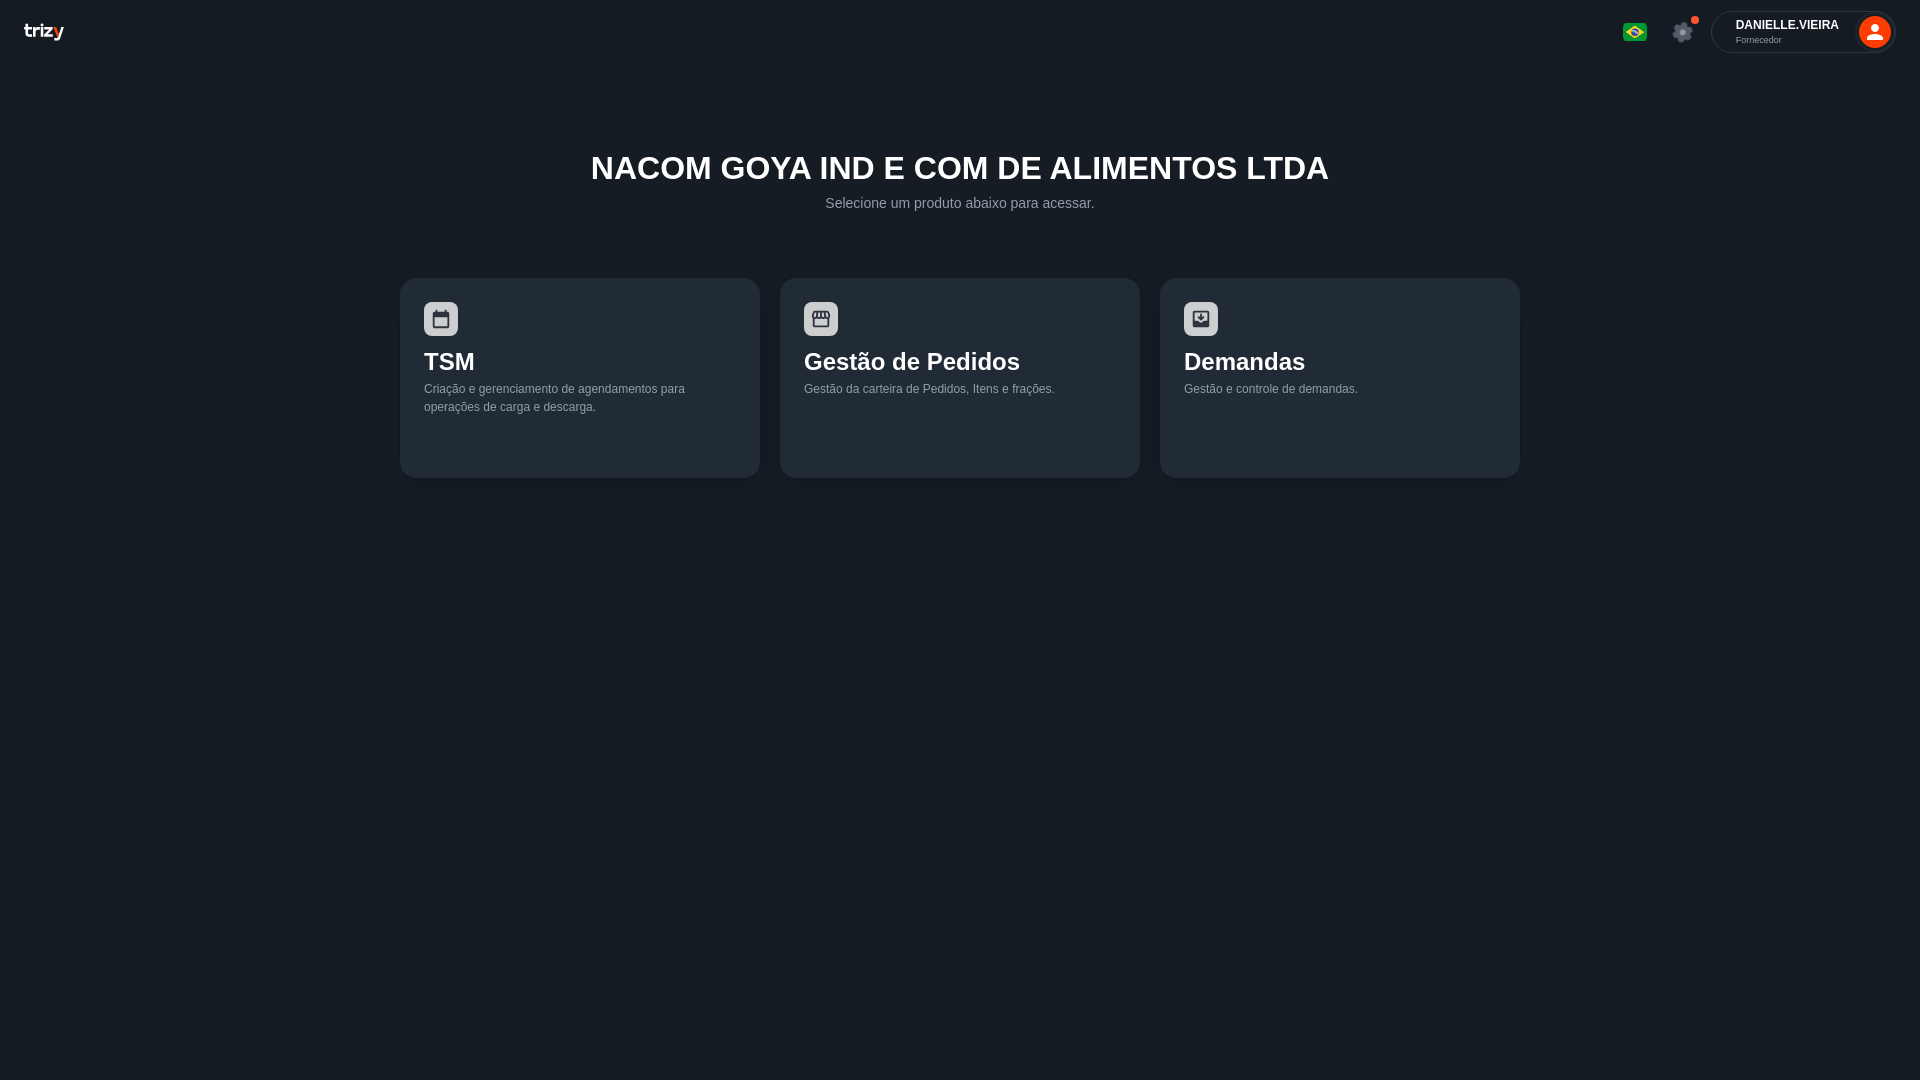 trizy
DANIELLE.VIEIRA
Fornecedor
NACOM GOYA IND E COM DE ALIMENTOS LTDA
Selecione um produto abaixo para acessar.
TSM
Criação e gerenciamento de agendamentos para
operações de carga e descarga.
Gestão de Pedidos
Gestão da carteira de Pedidos, Itens e frações.
Demandas
Gestão e controle de demandas.